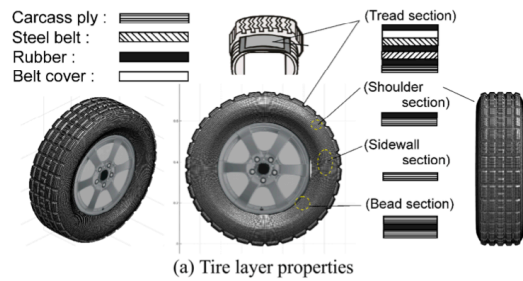 Carcass ply :
Steel belt :
Rubber :
Belt cover :
(Tread section)
(Shoulder
section)
(Sidewall
section)
(Bead section)
(a) Tire layer properties